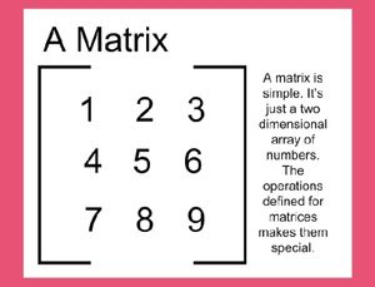 A Matrix
1 2 3
4 5 6
7 8 9
A matrix is
simple. It's
just a two
dimensional
array of
numbers.
The
operations
defined for
matrices
makes them
special.